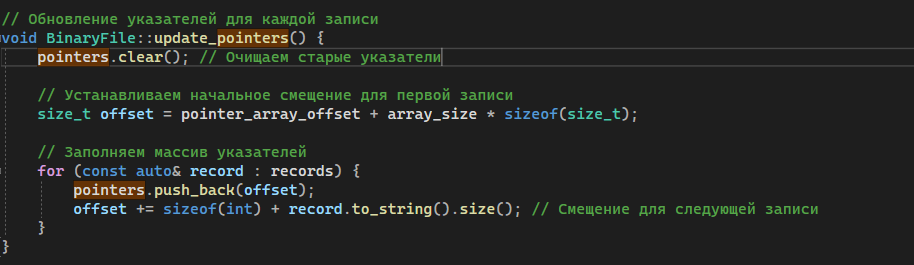 // Обновление указателей для каждой записи
void BinaryFile::update_pointers() {
    pointers.clear(); // Очищаем старые указатели

    // Устанавливаем начальное смещение для первой записи
    size_t offset = pointer_array_offset + array_size * sizeof(size_t);

    // Заполняем массив указателей
    for (const auto& record : records) {
        pointers.push_back(offset);
        offset += sizeof(int) + record.to_string().size(); // Смещение для следующей записи
    }
}